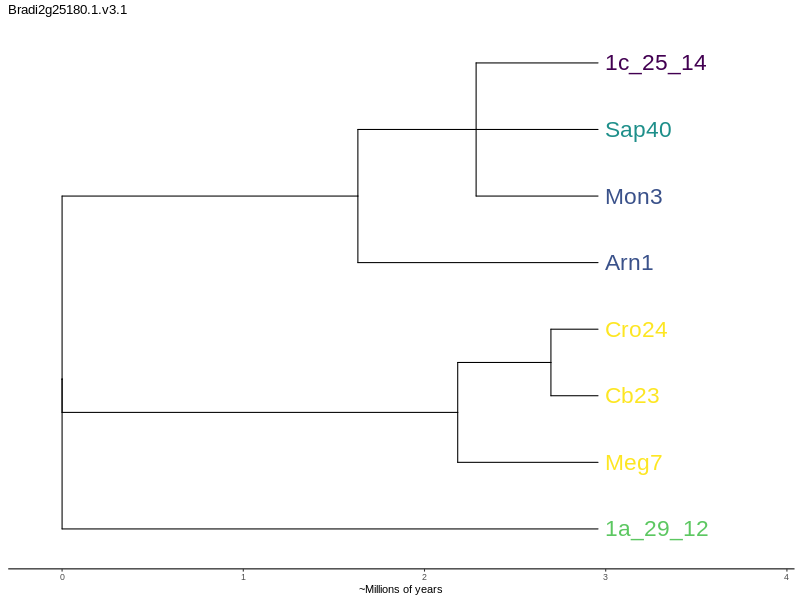 Bradi2g25180.1.v3.1
1c_25_14
Sap40
Mon3
Arn1
Cro24
Cb23
Meg7
1a_29_12
0 1 2 3 4
~Millions of years